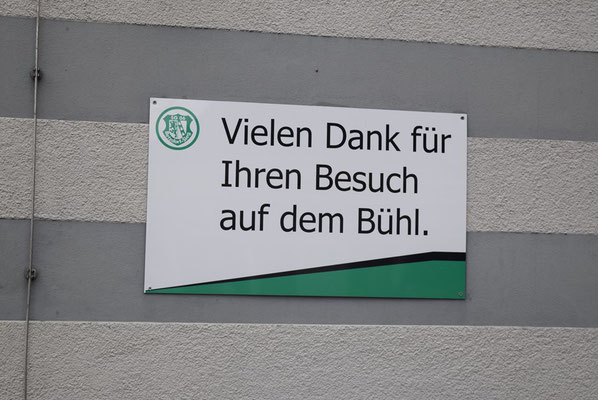 Vielen Dank für
Ihren Besuch
auf dem Bühl.